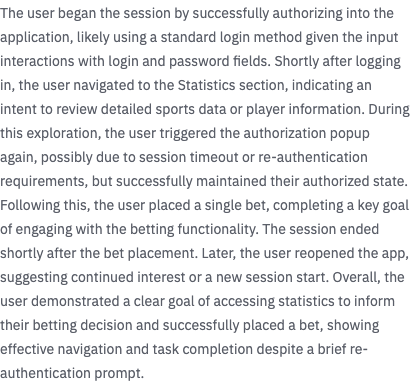 The user began the session by successfully authorizing into the
application, likely using a standard login method given the input
interactions with login and password fields. Shortly after logging
in, the user navigated to the Statistics section, indicating an
intent to review detailed sports data or player information. During
this exploration, the user triggered the authorization popup
again, possibly due to session timeout or re-authentication
requirements, but successfully maintained their authorized state.
Following this, the user placed a single bet, completing a key goal
of engaging with the betting functionality. The session ended
shortly after the bet placement. Later, the user reopened the app,
suggesting continued interest or a new session start. Overall, the
user demonstrated a clear goal of accessing statistics to inform
their betting decision and successfully placed a bet, showing
effective navigation and task completion despite a brief re-
authentication prompt.